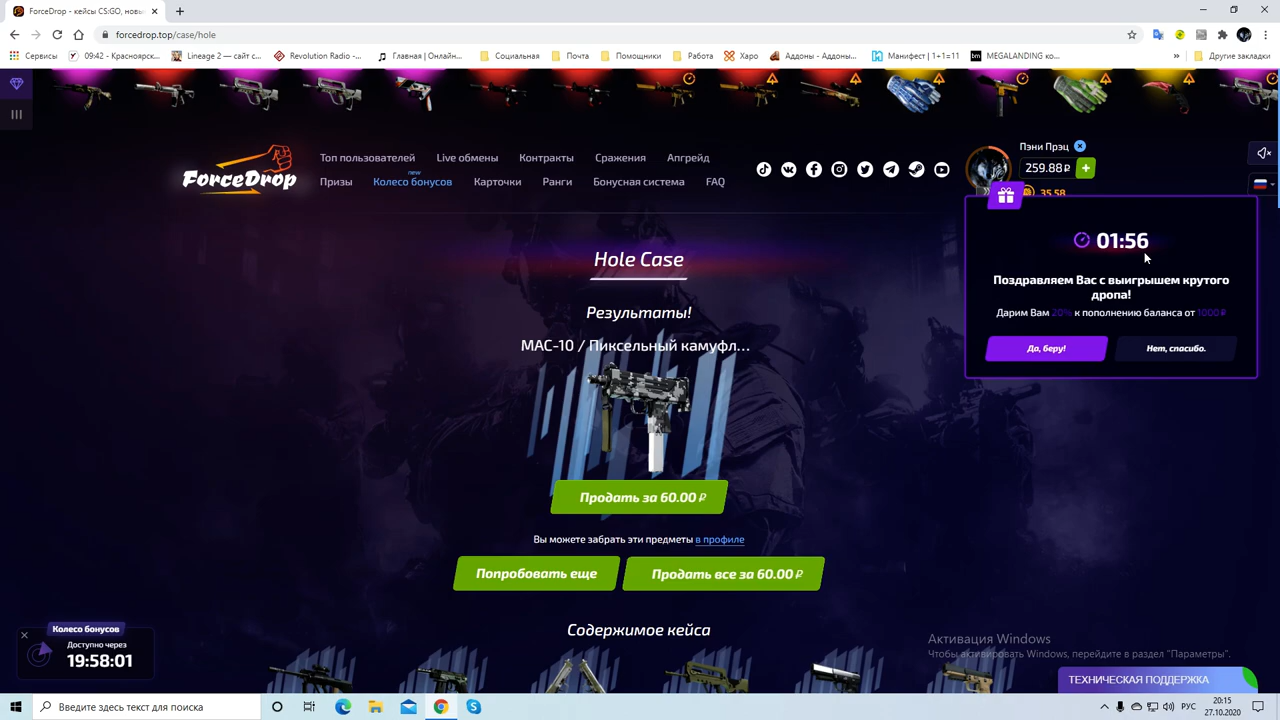 ForceDrop - кейсы CS:GO, новы
forcedrop.top/case/hole
Сервисы
09:42 - Красноярск...
Lineage 2 — сайт с...
Revolution Radio -...
Главная | Онлайн...
Социальная
Почта
Помощники
Работа
Харо
Аддоны - Аддоны...
Манифест | 1+1=11
MEGALANDING ко...
»
Другие закладки
ForceDrop
Топ пользователей
Live обмены
Контракты
Сражения
Апгрейд
Призы
new
Колесо бонусов
Карточки
Ранги
Бонусная система
FAQ
Пэни Прэц
259.88 ₽
35.58
01:56
Поздравляем Вас с выигрышем крутого
дропа!
Дарим Вам 20% к пополнению баланса от 1000 ₽
Да, беру!
Нет, спасибо.
Hole Case
Результаты!
MAC-10 / Пиксельный камуфл...
Продать за 60.00 ₽
Вы можете забрать эти предметы в профиле
Попробовать еще
Продать все за 60.00 ₽
Содержимое кейса
Колесо бонусов
Доступно через
19:58:01
Активация Windows
Чтобы активировать Windows, перейдите в раздел "Параметры".
ТЕХНИЧЕСКАЯ ПОДДЕРЖКА
Введите здесь текст для поиска
РУС
20:15
27.10.2020